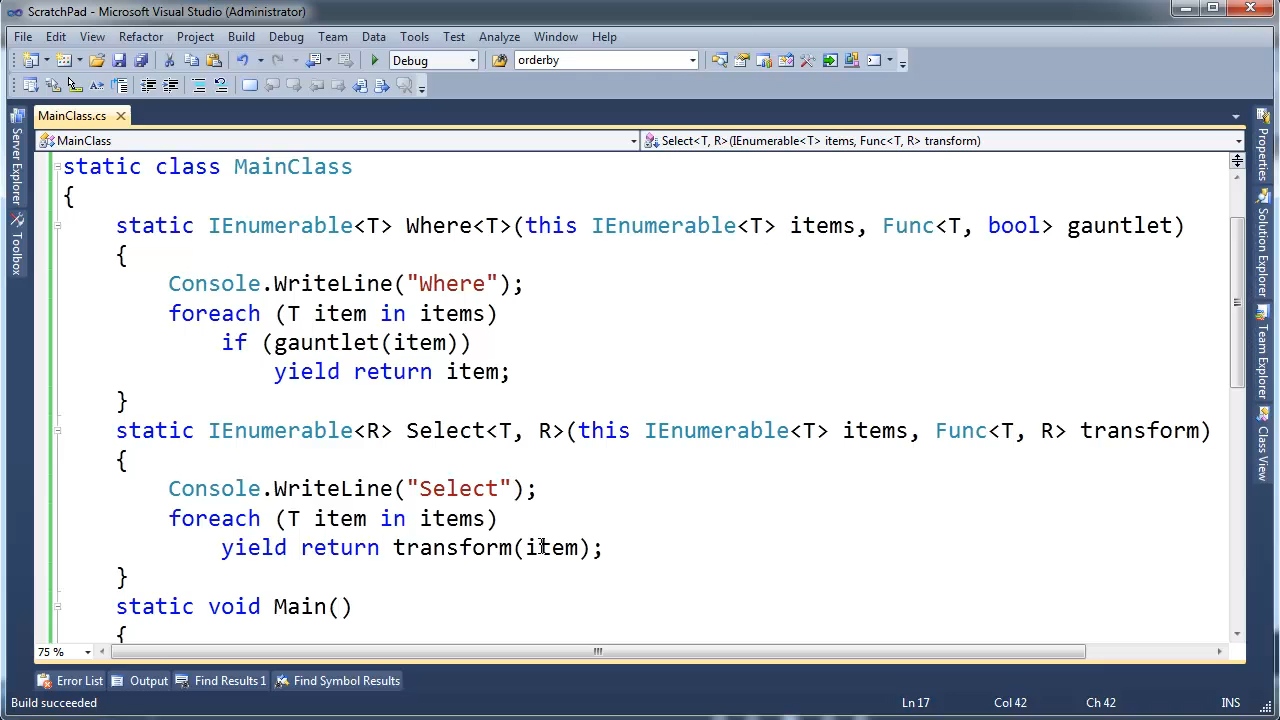 ScratchPad - Microsoft Visual Studio (Administrator)
File Edit View Refactor Project Build Debug Team Data Tools Test Analyze Window Help
Debug orderby
MainClass.cs
MainClass Select<T, R>(IEnumerable<T> items, Func<T, R> transform)
static class MainClass
{
static IEnumerable<T> Where<T>(this IEnumerable<T> items, Func<T, bool> gauntlet)
{
Console.WriteLine("Where");
foreach (T item in items)
if (gauntlet(item))
yield return item;
}
static IEnumerable<R> Select<T, R>(this IEnumerable<T> items, Func<T, R> transform)
{
Console.WriteLine("Select");
foreach (T item in items)
yield return transform(item);
}
static void Main()
{
75 %
Server Explorer
Toolbox
Properties
Solution Explorer
Team Explorer
Class View
Error List Output Find Results 1 Find Symbol Results
Build succeeded Ln 17 Col 42 Ch 42 INS